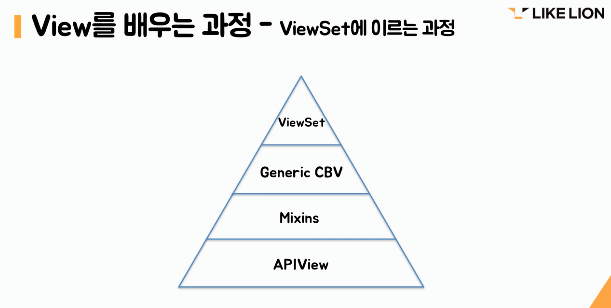 View를 배우는 과정 - ViewSet에 이르는 과정
LIKE LION
ViewSet
Generic CBV
Mixins
APIView